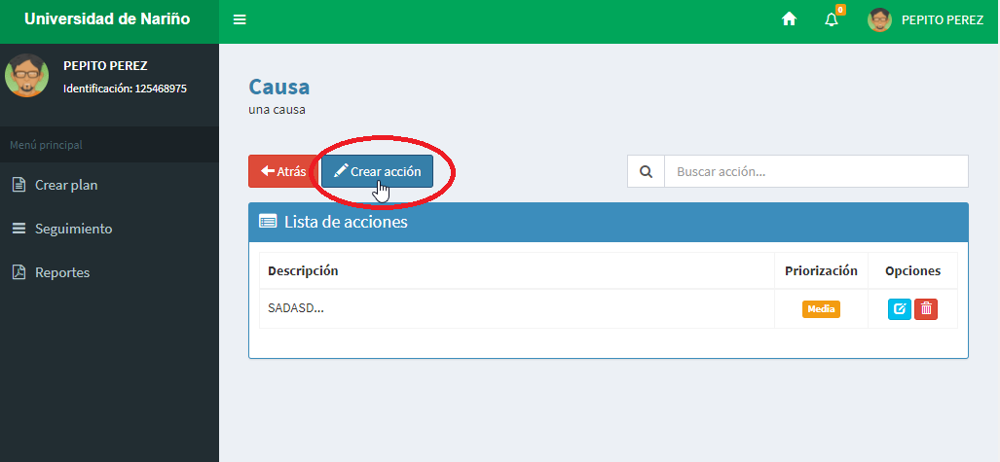 Universidad de Nariño
0
PEPITO PEREZ
PEPITO PEREZ
Identificación: 125468975
Menú principal
Crear plan
Seguimiento
Reportes
Causa
una causa
Atrás
Crear acción
Buscar acción...
Lista de acciones
Descripción Priorización Opciones
SADASD... Media